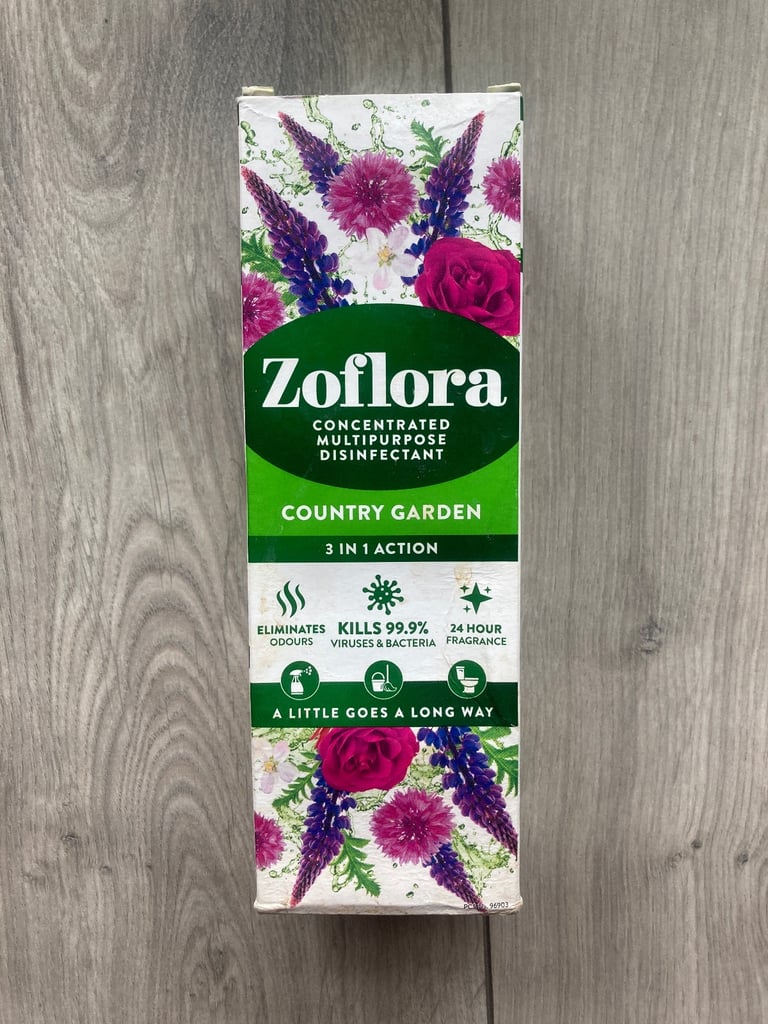 Zoflora
CONCENTRATED
MULTIPURPOSE
DISINFECTANT
COUNTRY GARDEN
3 IN 1 ACTION
ELIMINATES
ODOURS
KILLS 99.9%
VIRUSES & BACTERIA
24 HOUR
FRAGRANCE
A LITTLE GOES A LONG WAY
96903